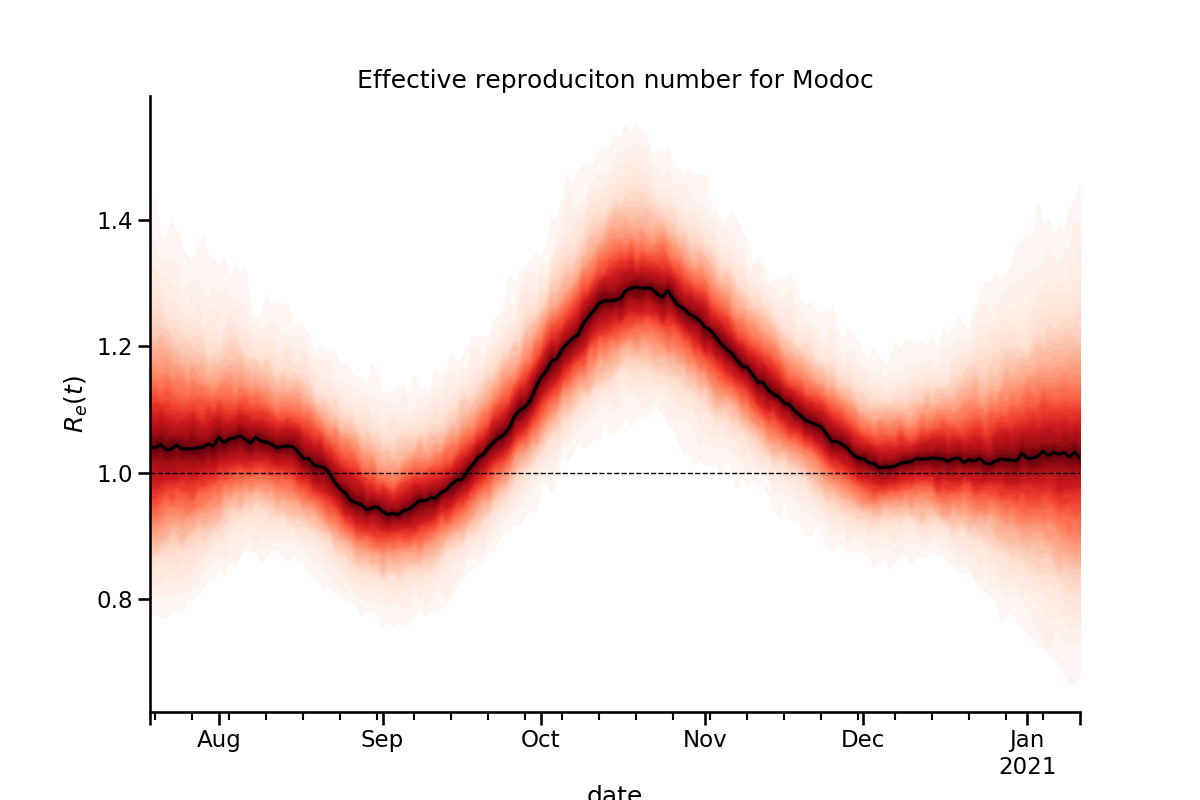 Effective reproduciton number for Modoc
1.4
1.2
1.0
0.8
R_e(t)
Aug Sep Oct Nov Dec Jan
2021
date